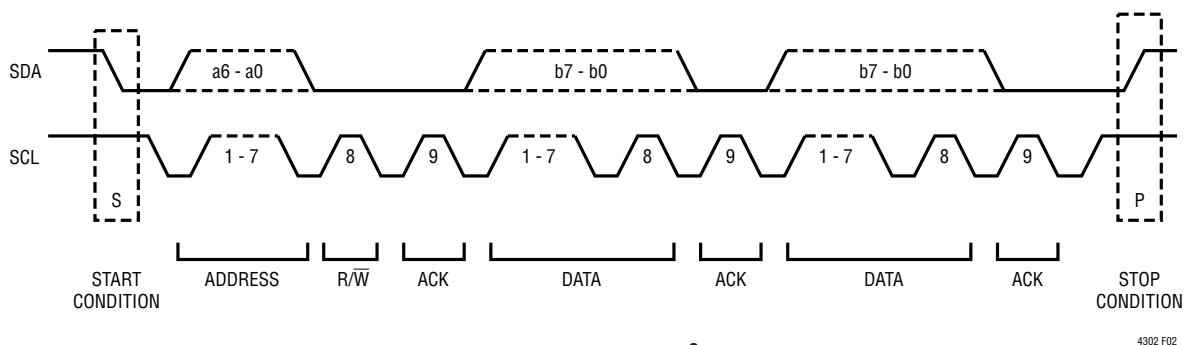 SDA a6 - a0 b7 - b0 b7 - b0
SCL 1 - 7 8 9 1 - 7 8 9 1 - 7 8 9
S P
START CONDITION
ADDRESS
R/W̅
ACK
DATA
ACK
DATA
ACK
STOP CONDITION
4302 F02